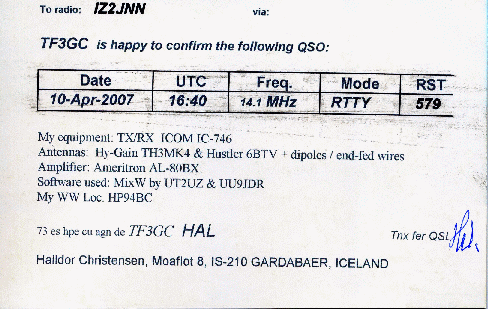 To radio: IZ2JNN via:
TF3GC is happy to confirm the following QSO:
Date UTC Freq. Mode RST
10-Apr-2007 16:40 14.1 MHz RTTY 579
My equipment: TX/RX ICOM IC-746
Antennas: Hy-Gain TH3MK4 & Hustler 6BTV + dipoles / end-fed wires
Amplifier: Ameritron AL-80BX
Software used: MixW by UT2UZ & UU9JDR
My WW Loc. HP94BC
73 es hpe cu agn de TF3GC HAL Tnx fer QSL
Halldor Christensen, Moaflot 8, IS-210 GARDABAER, ICELAND